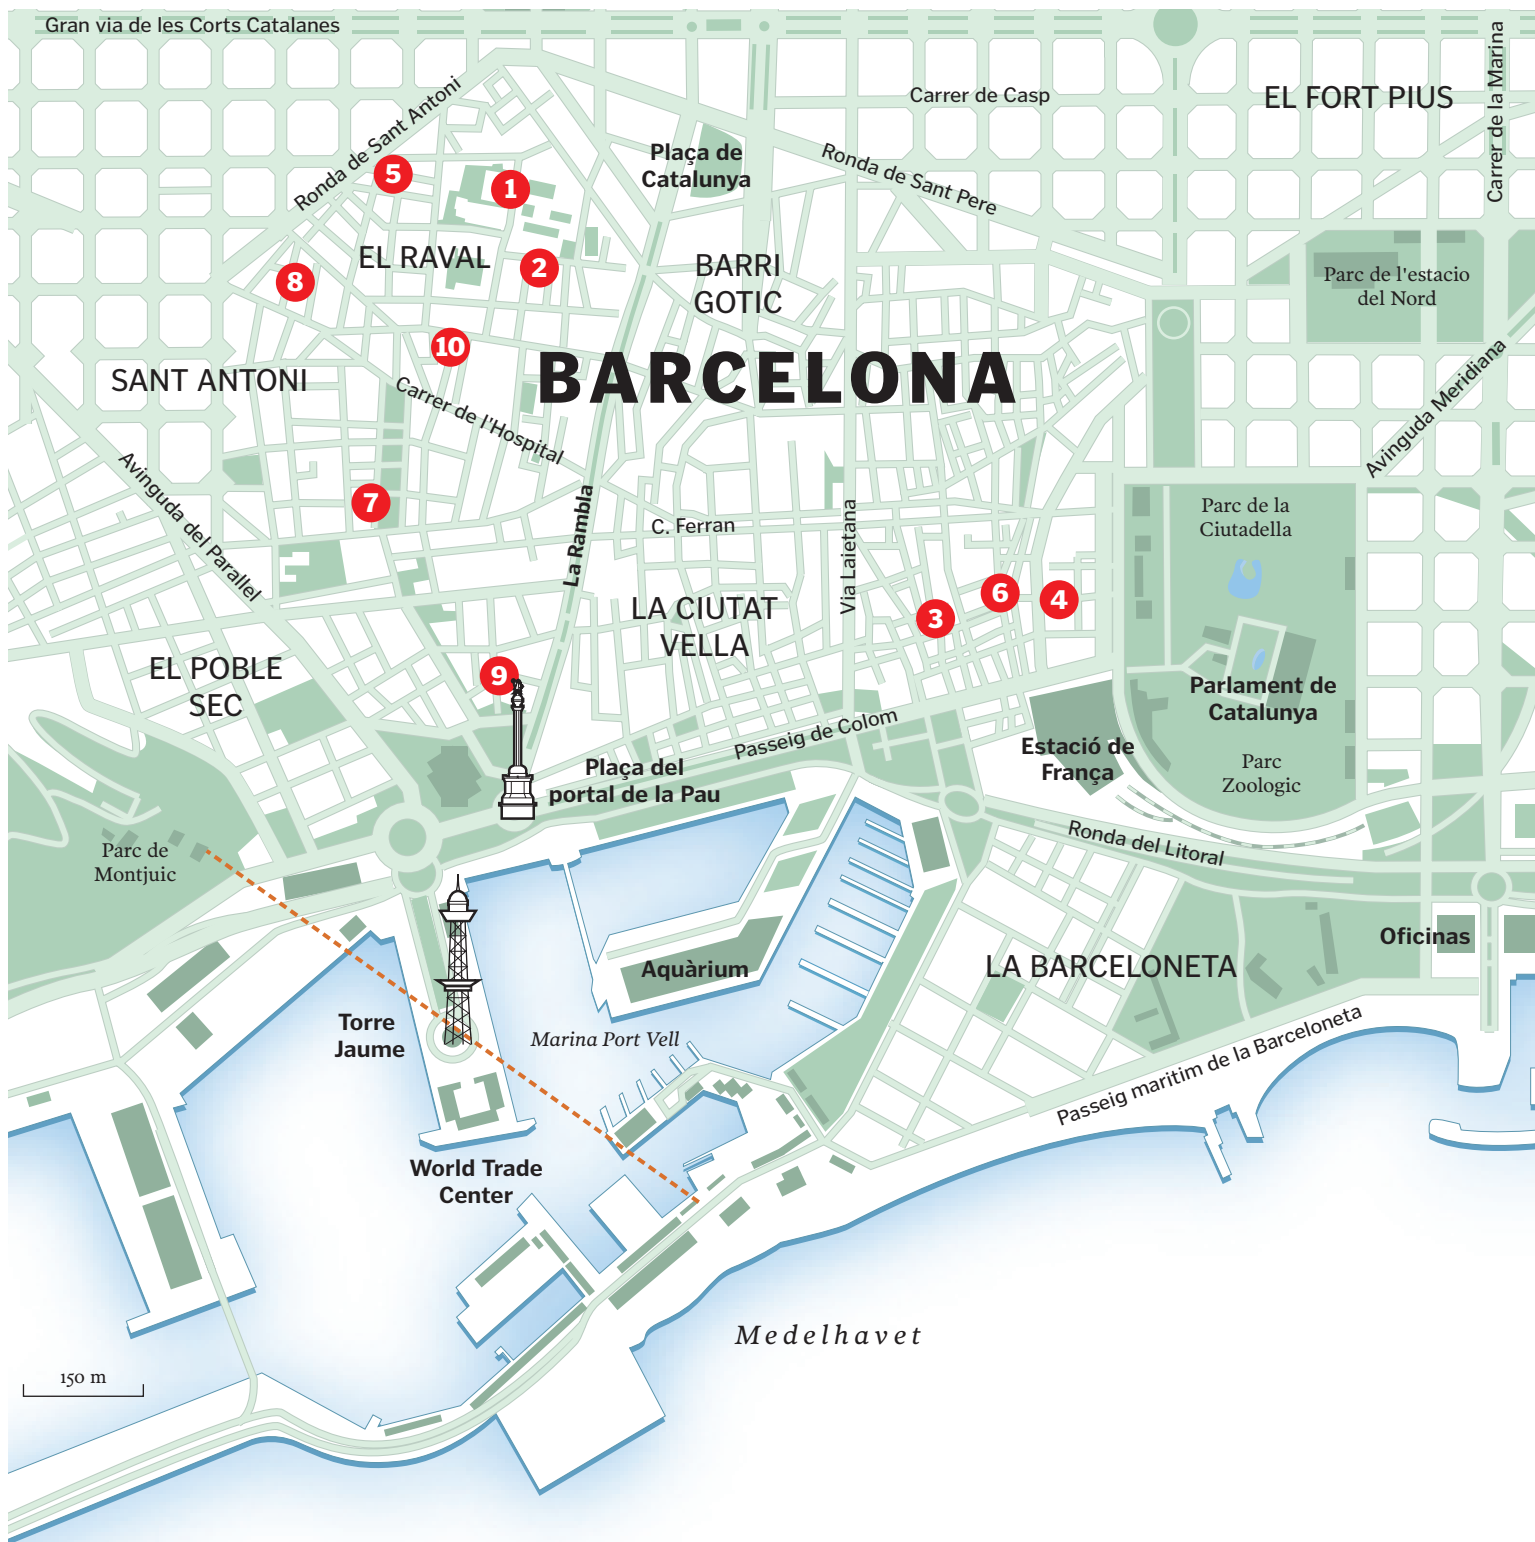 Gran via de les Corts Catalanes
Carrer de Casp
EL FORT PIUS
Carrer de la Marina
Ronda de Sant Antoni
Plaça de
Catalunya
Ronda de Sant Pere
5
1
EL RAVAL
2
8
BARRI
GOTIC
Parc de l'estacio
del Nord
10
SANT ANTONI
BARCELONA
Carrer de l'Hospital
Avinguda Meridiana
Avinguda del Parallel
7
La Rambla
C. Ferran
Via Laietana
Parc de la
Ciutadella
3
6
4
LA CIUTAT
VELLA
EL POBLE
SEC
9
Parlament de
Catalunya
Passeig de Colom
Estació de
França
Plaça del
portal de la Pau
Parc
Zoologic
Ronda del Litoral
Parc de
Montjuic
Aquàrium
LA BARCELONETA
Oficinas
Torre
Jaume
Marina Port Vell
Passeig maritim de la Barceloneta
World Trade
Center
Medelhavet
150 m